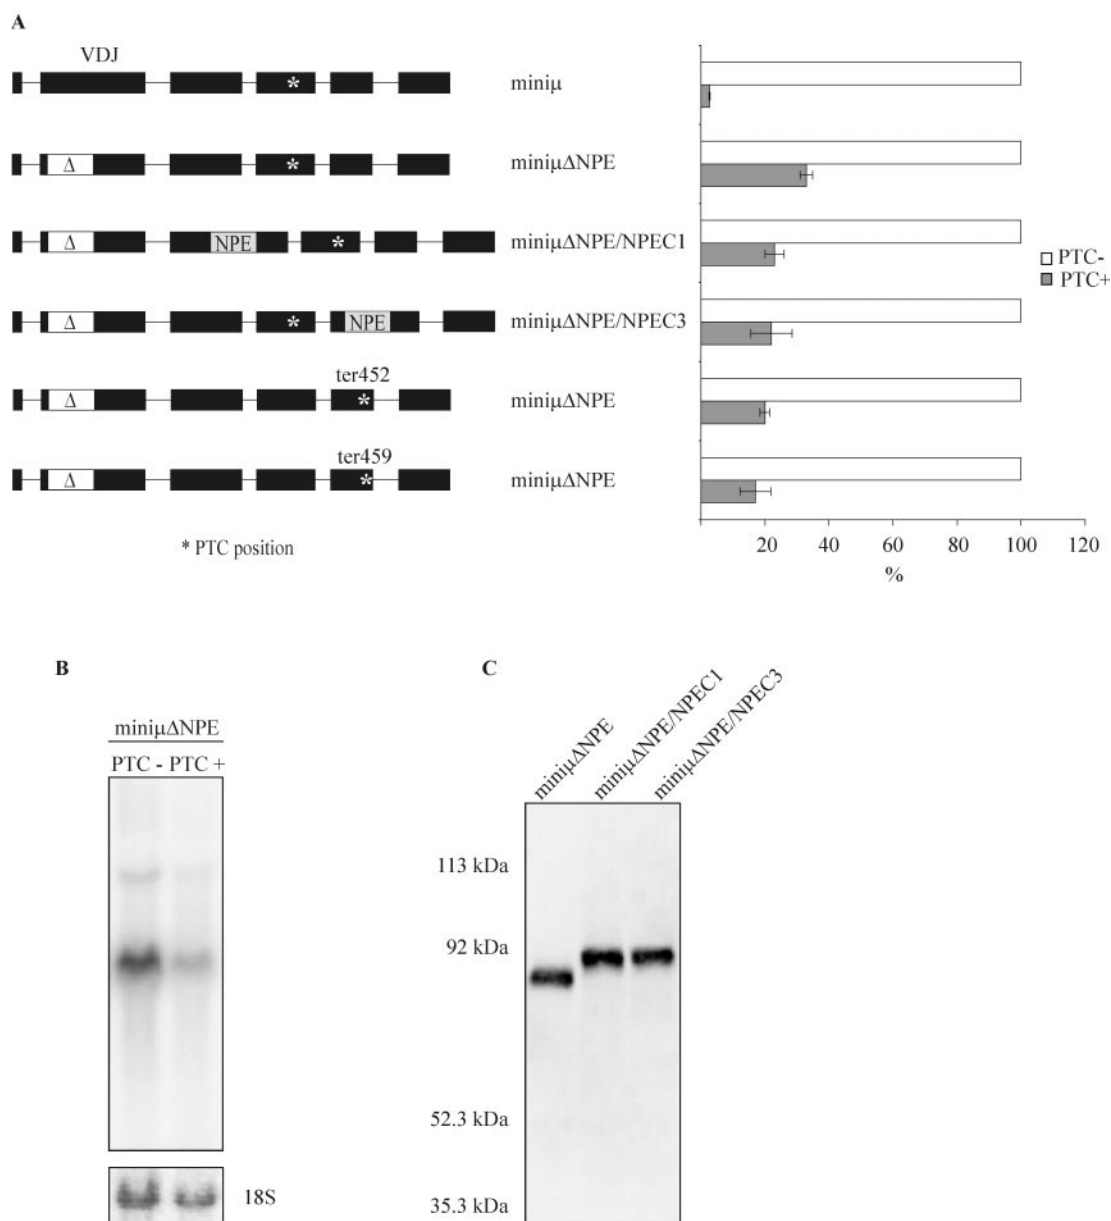 A
VDJ
*
miniμ
Δ
*
miniμΔNPE
Δ
NPE
*
miniμΔNPE/NPEC1
Δ
*
NPE
miniμΔNPE/NPEC3
ter452
Δ
*
miniμΔNPE
ter459
Δ
*
miniμΔNPE
* PTC position
PTC-
PTC+
20 40 60 80 100 120
%
B
miniμΔNPE
PTC - PTC +
18S
C
miniμΔNPE
miniμΔNPE/NPEC1
miniμΔNPE/NPEC3
113 kDa
92 kDa
52.3 kDa
35.3 kDa